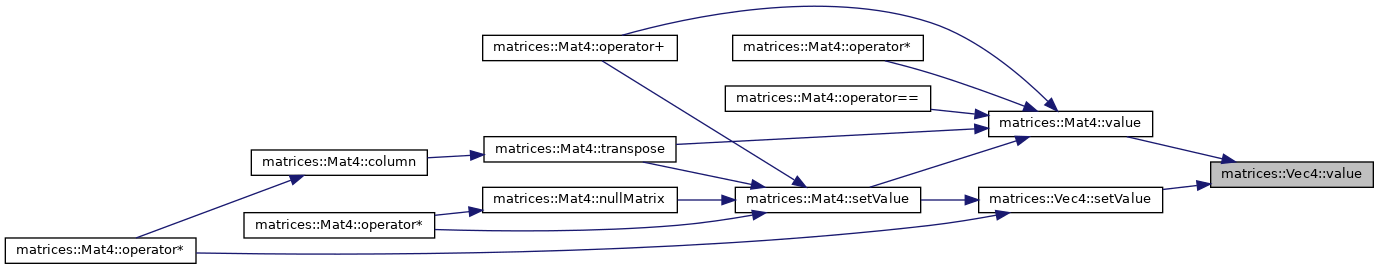 matrices::Mat4::operator+
matrices::Mat4::operator*
matrices::Mat4::operator==
matrices::Mat4::value
matrices::Mat4::transpose
matrices::Mat4::column
matrices::Vec4::value
matrices::Mat4::nullMatrix
matrices::Mat4::setValue
matrices::Vec4::setValue
matrices::Mat4::operator*
matrices::Mat4::operator*